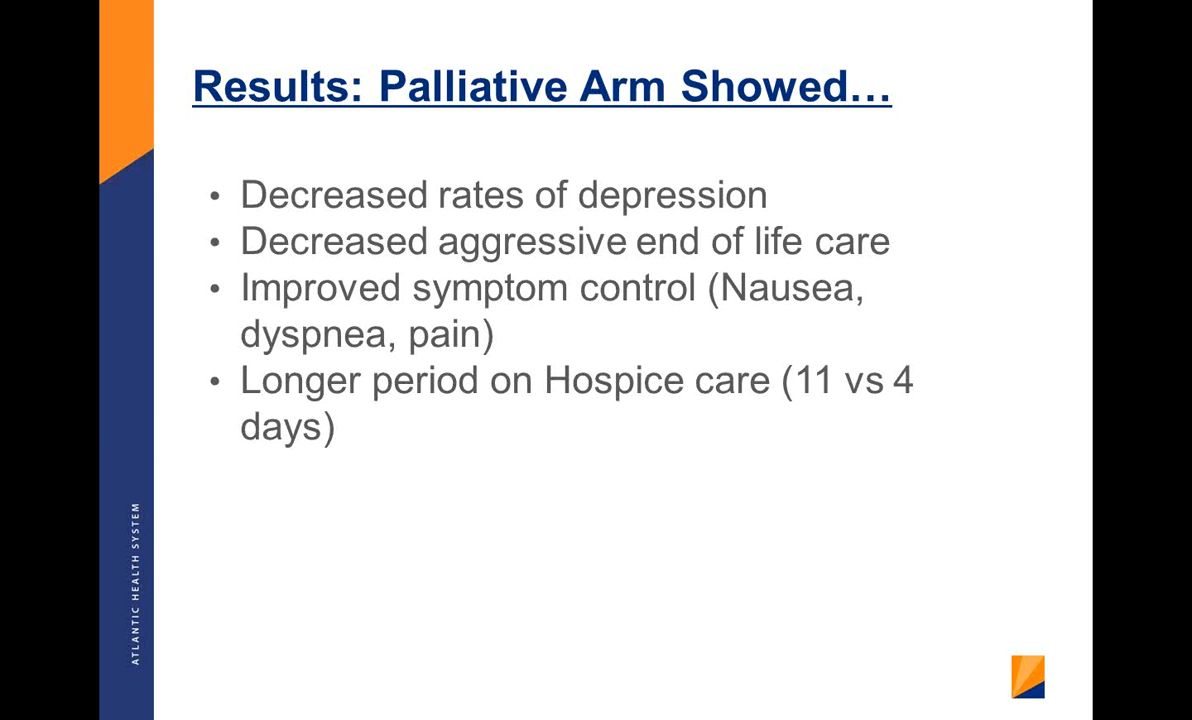 Results: Palliative Arm Showed…
• Decreased rates of depression
• Decreased aggressive end of life care
• Improved symptom control (Nausea,
dyspnea, pain)
• Longer period on Hospice care (11 vs 4
days)
ATLANTIC HEALTH SYSTEM